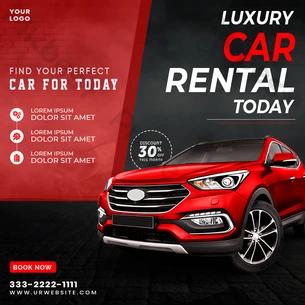 YOUR
LOGO
LUXURY
CAR
RENTAL
TODAY
FIND YOUR PERFECT
CAR FOR TODAY
LOREM IPSUM
DOLOR SIT AMET
LOREM IPSUM
DOLOR SIT AMET
LOREM IPSUM
DOLOR SIT AMET
DISCOUNT
30%
OFF
THIS MONTH
BOOK NOW
333-2222-1111
WWW.URWEBSITE.COM